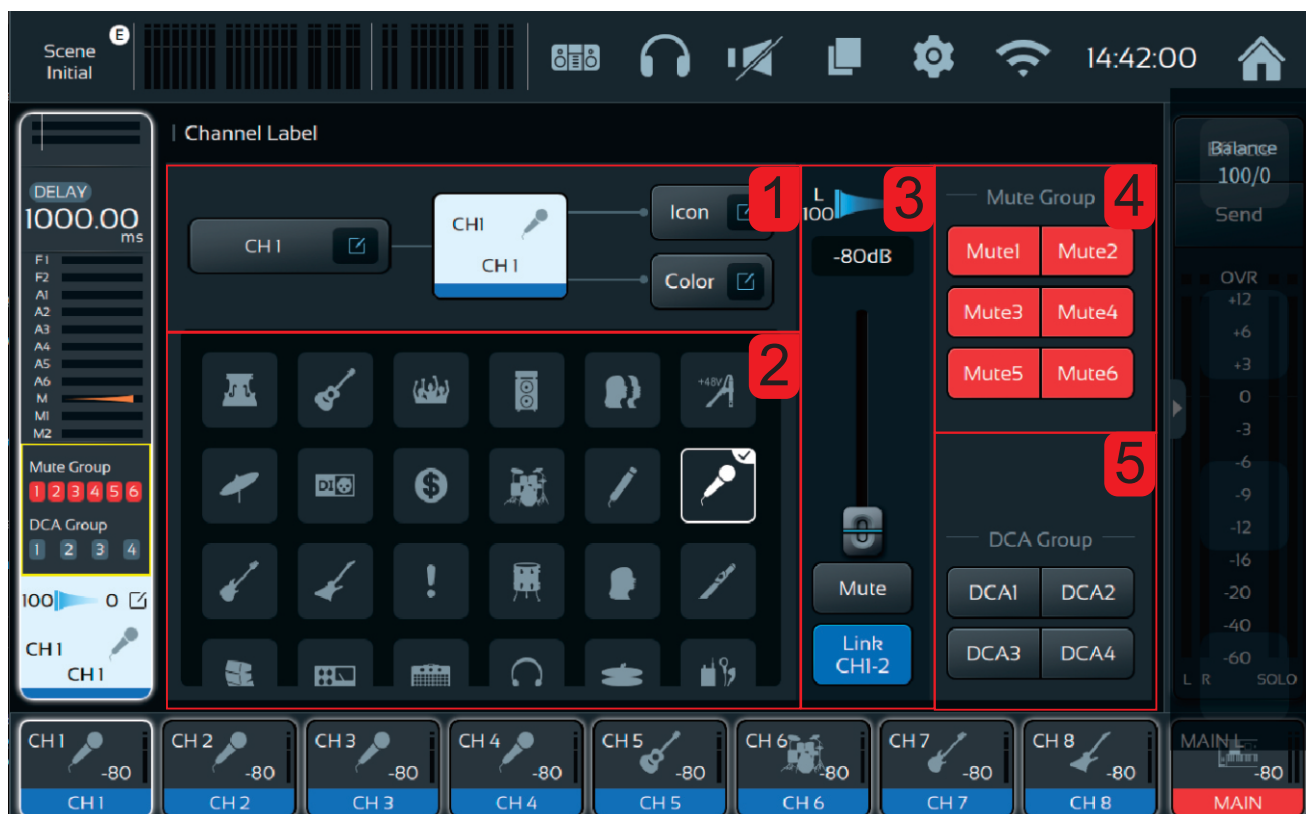 Scene
Initial
E
14:42:00
Channel Label
DELAY
1000.00
ms
F1
F2
A1
A2
A3
A4
A5
A6
M
M1
M2
Mute Group
1 2 3 4 5 6
DCA Group
1 2 3 4
100 0
CH 1
CH 1
1
CH 1
CH1
CH 1
Icon
Color
2
+48V
DI
$
!
3
L
100
-80dB
Mute
Link
CH1-2
4
Mute Group
Mute1 Mute2
Mute3 Mute4
Mute5 Mute6
5
DCA Group
DCA1 DCA2
DCA3 DCA4
Balance
100/0
Send
OVR
+12
+6
+3
0
-3
-6
-9
-12
-16
-20
-40
-60
L R SOLO
CH 1
-80
CH 1
CH 2
-80
CH 2
CH 3
-80
CH 3
CH 4
-80
CH 4
CH 5
-80
CH 5
CH 6
-80
CH 6
CH 7
-80
CH 7
CH 8
-80
CH 8
MAIN L
-80
MAIN